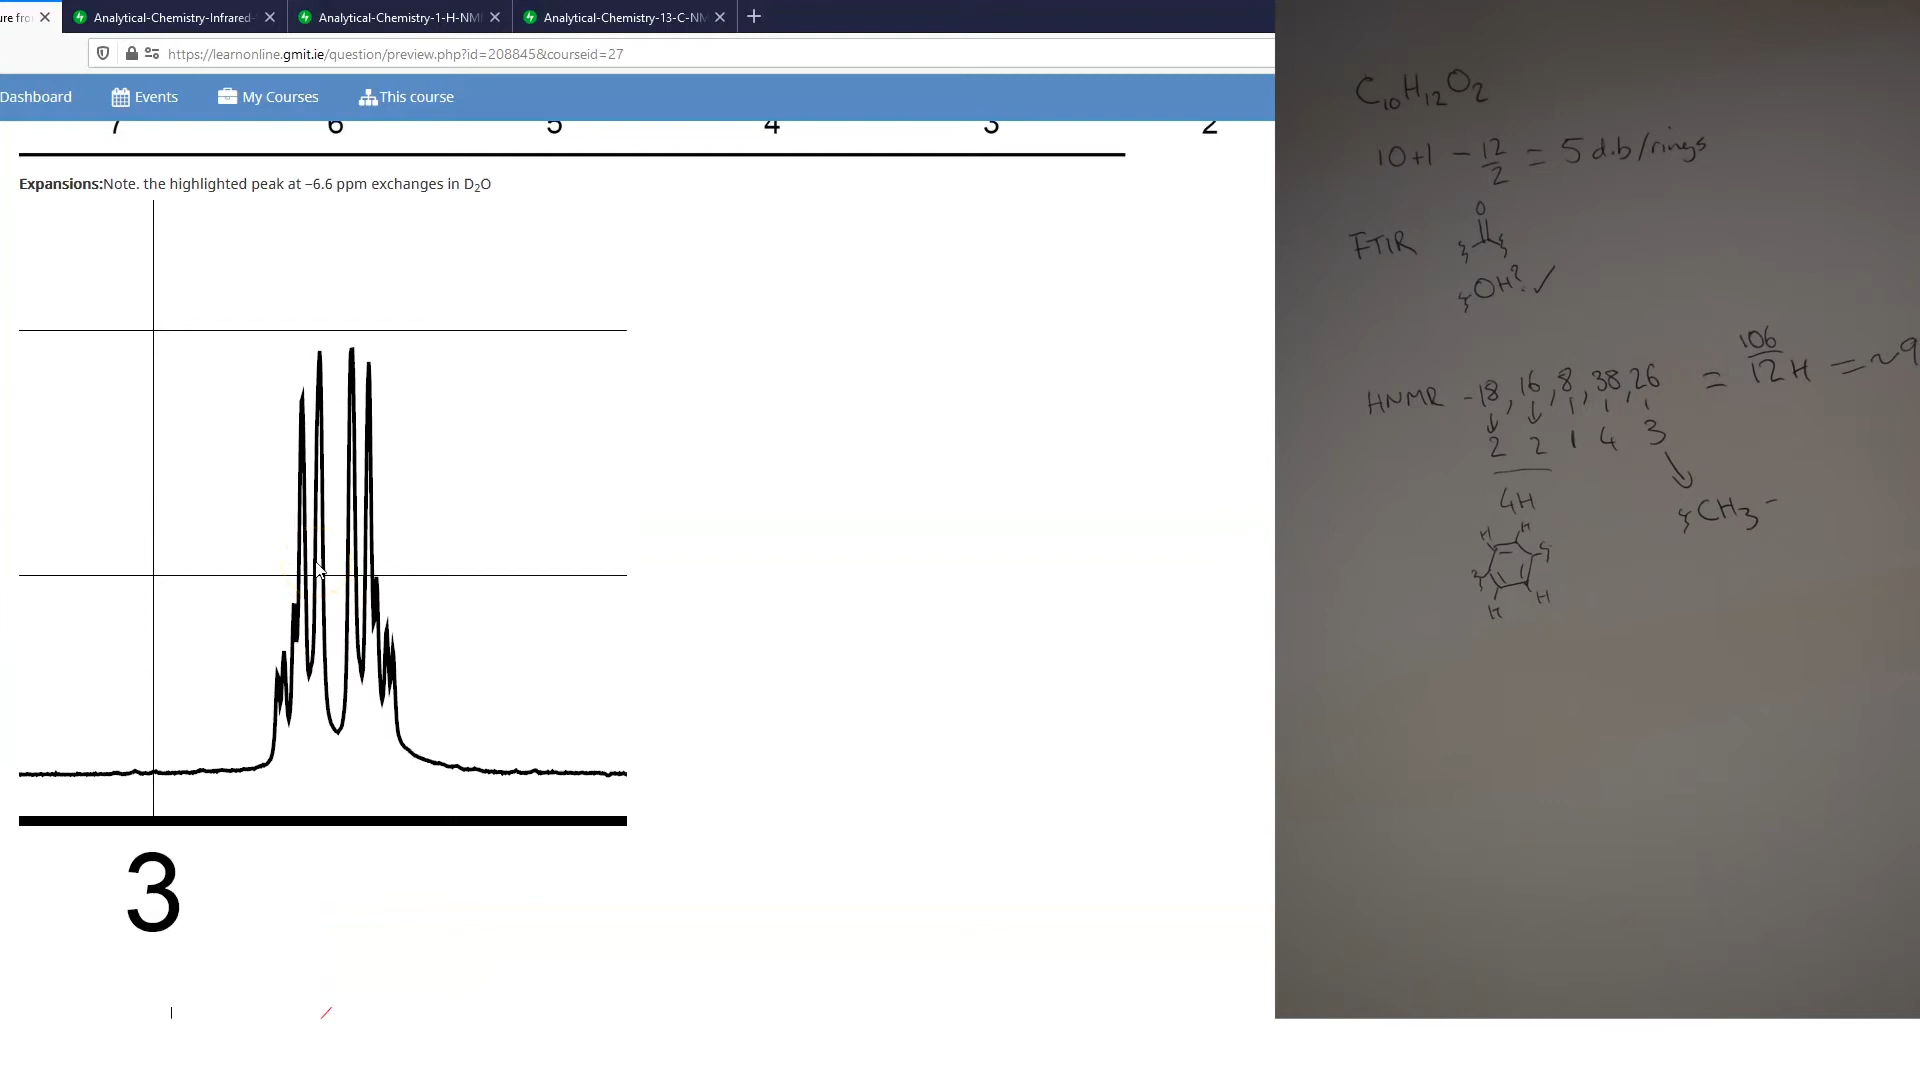 ure fro
Analytical-Chemistry-Infrared-
Analytical-Chemistry-1-H-NM
Analytical-Chemistry-13-C-NM
https://learnonline.gmit.ie/question/preview.php?id=208845&courseid=27
Dashboard
Events
My Courses
This course
7 6 5 4 3 2
Expansions:Note. the highlighted peak at ~6.6 ppm exchanges in D₂O
3
C₁₀H₁₂O₂
10+1 - 12/2 = 5 d.b/rings
FTIR
O
OH? ✓
HNMR - 18, 16, 8, 38, 26 = 106/12H = ~9
2 2 1 4 3
4H
CH₃ -
H H
H H